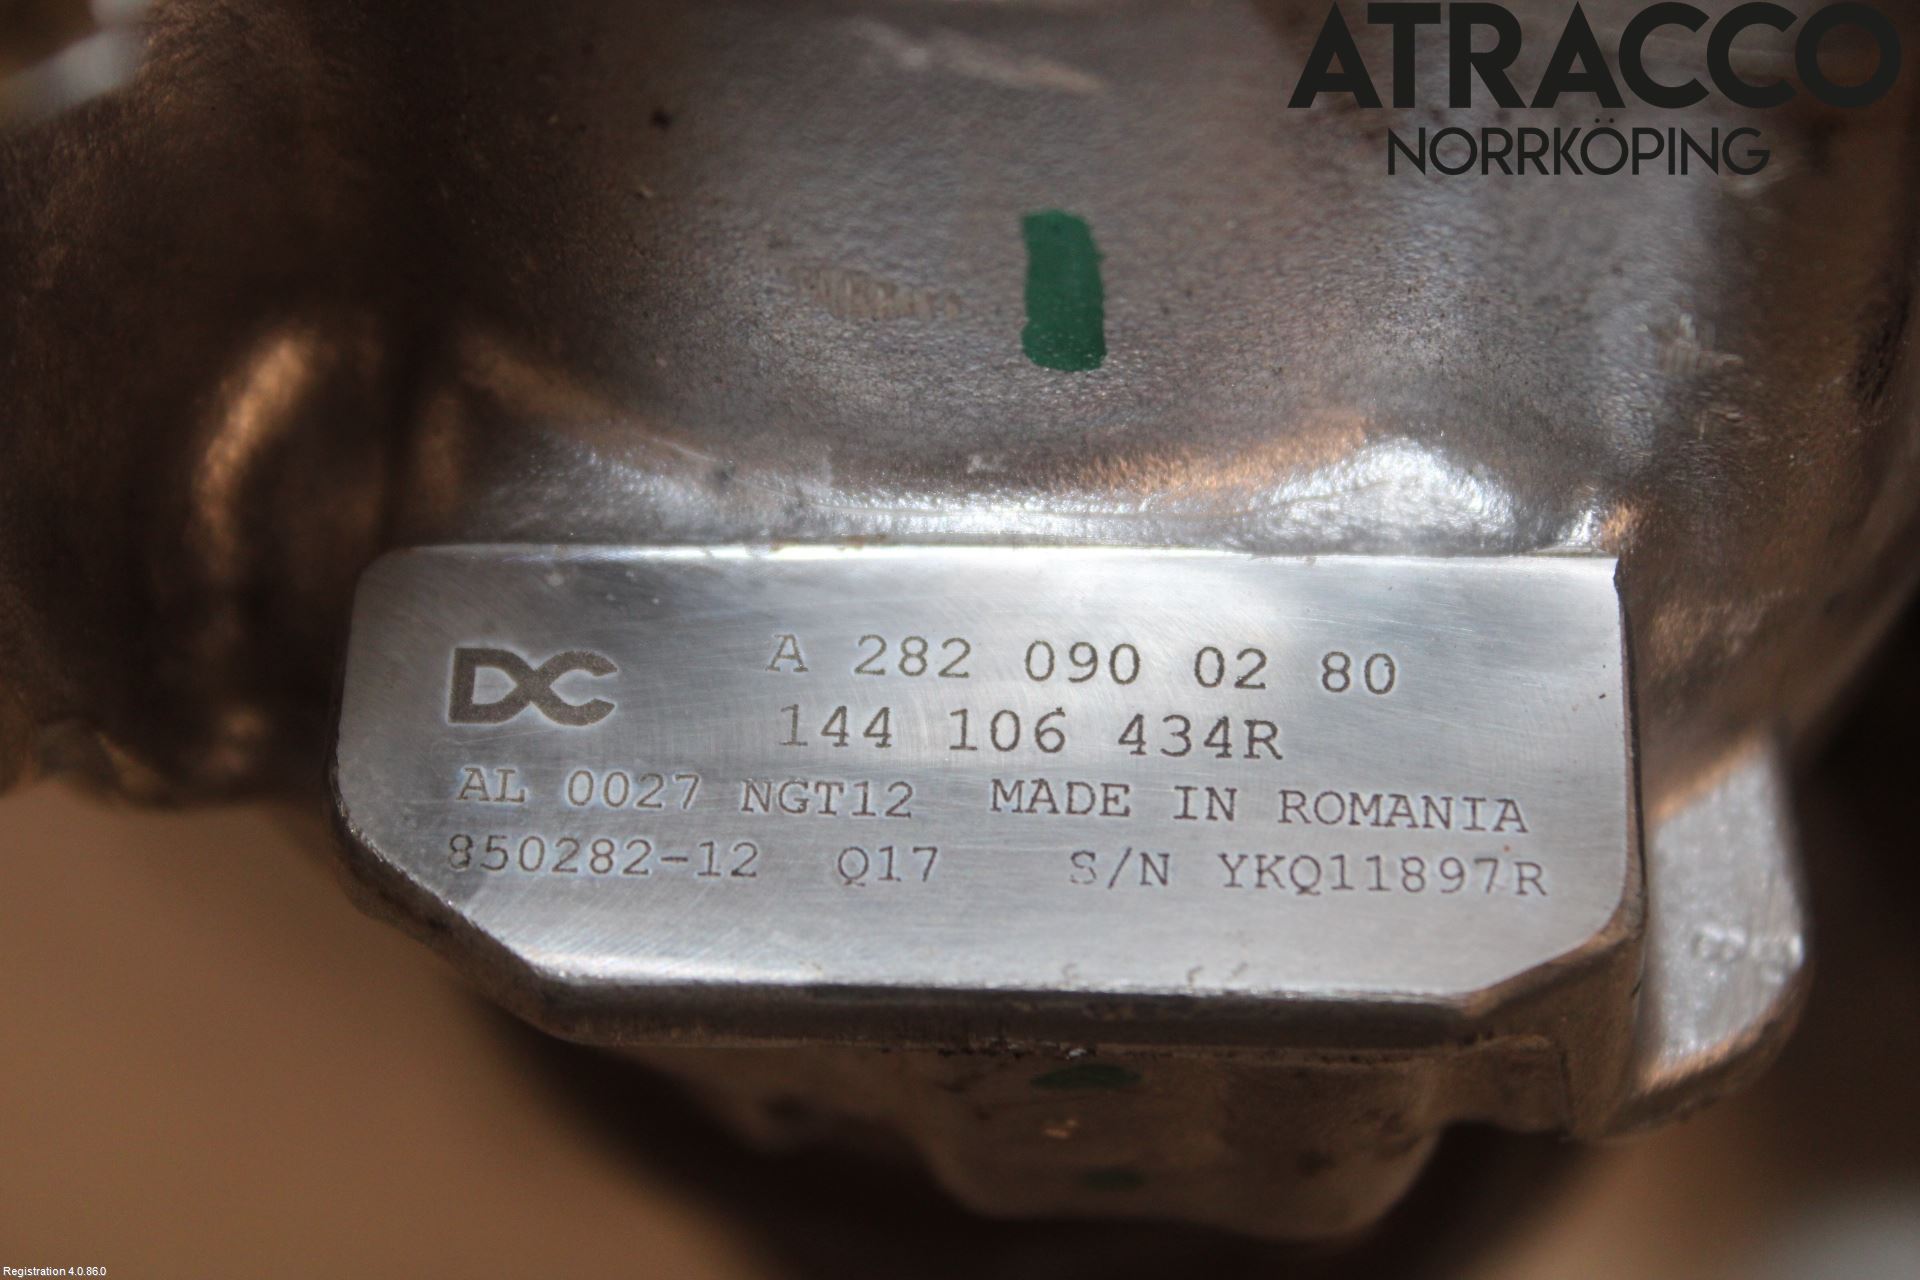 ATRACCO
NORRKÖPING
DC A 282 090 02 80
144 106 434R
AL 0027 NGT12 MADE IN ROMANIA
850282-12 Q17 S/N YKQ11897R
Registration 4.0.86.0